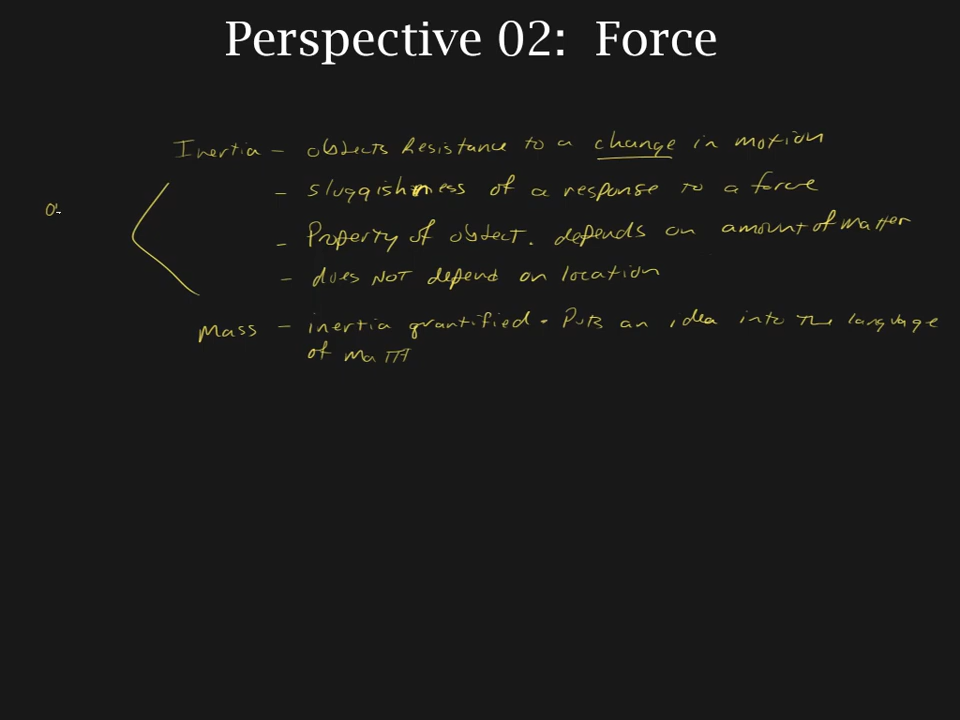 Perspective 02: Force
Inertia - objects Resistance to a change in motion
- sluggishness of a response to a force
- Property of object. depends on amount of matter
- does NOT depend on location
Mass - inertia quantified. Puts an idea into the language
of maTH